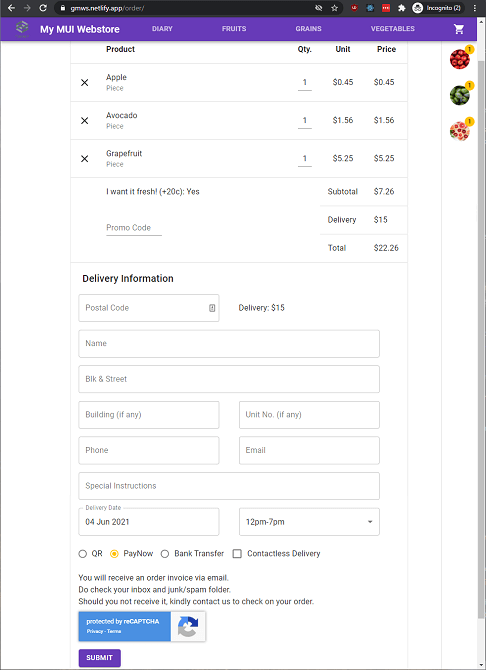 gmws.netlify.app/order/
Incognito (2)
My MUI Webstore DIARY FRUITS GRAINS VEGETABLES
Product Qty. Unit Price
Apple 1 $0.45 $0.45
Piece
Avocado 1 $1.56 $1.56
Piece
Grapefruit 1 $5.25 $5.25
Piece
1
1
1
I want it fresh! (+20c): Yes Subtotal $7.26
Delivery $15
Promo Code
Total $22.26
Delivery Information
Postal Code Delivery: $15
Name
Blk & Street
Building (if any) Unit No. (if any)
Phone Email
Special Instructions
Delivery Date
04 Jun 2021 12pm-7pm
QR PayNow Bank Transfer Contactless Delivery
You will receive an order invoice via email.
Do check your inbox and junk/spam folder.
Should you not receive it, kindly contact us to check on your order.
protected by reCAPTCHA
Privacy - Terms
SUBMIT